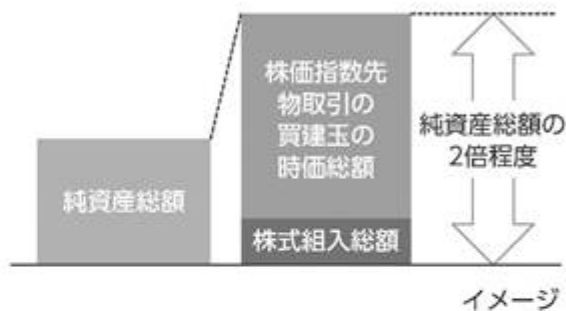 株価指数先
物取引の
買建玉の
時価総額
純資産総額の
2倍程度
純資産総額
株式組入総額
イメージ